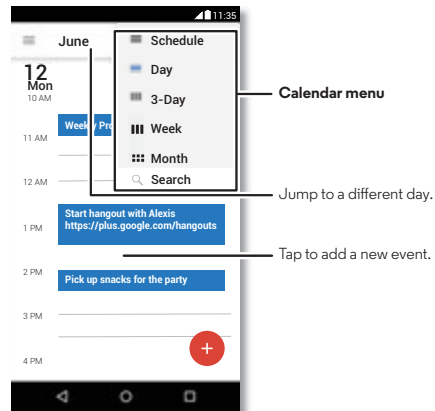 11:35
June
Schedule
Day
3-Day
Week
Month
Search
Calendar menu
12
Mon
10 AM
Weekly Pro
11 AM
12 AM
Jump to a different day.
Start hangout with Alexis
https://plus.google.com/hangouts
1 PM
Tap to add a new event.
2 PM
Pick up snacks for the party
3 PM
+
4 PM